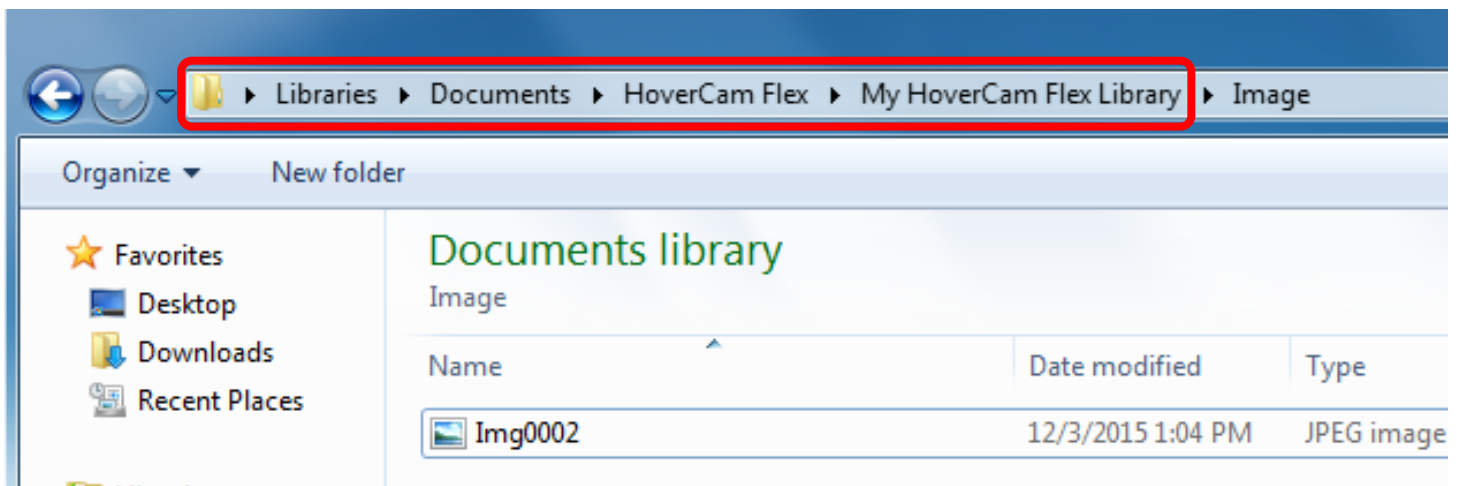 Libraries Documents HoverCam Flex My HoverCam Flex Library Image
Organize New folder
Favorites
Desktop
Downloads
Recent Places
Documents library
Image
Name Date modified Type
Img0002 12/3/2015 1:04 PM JPEG image